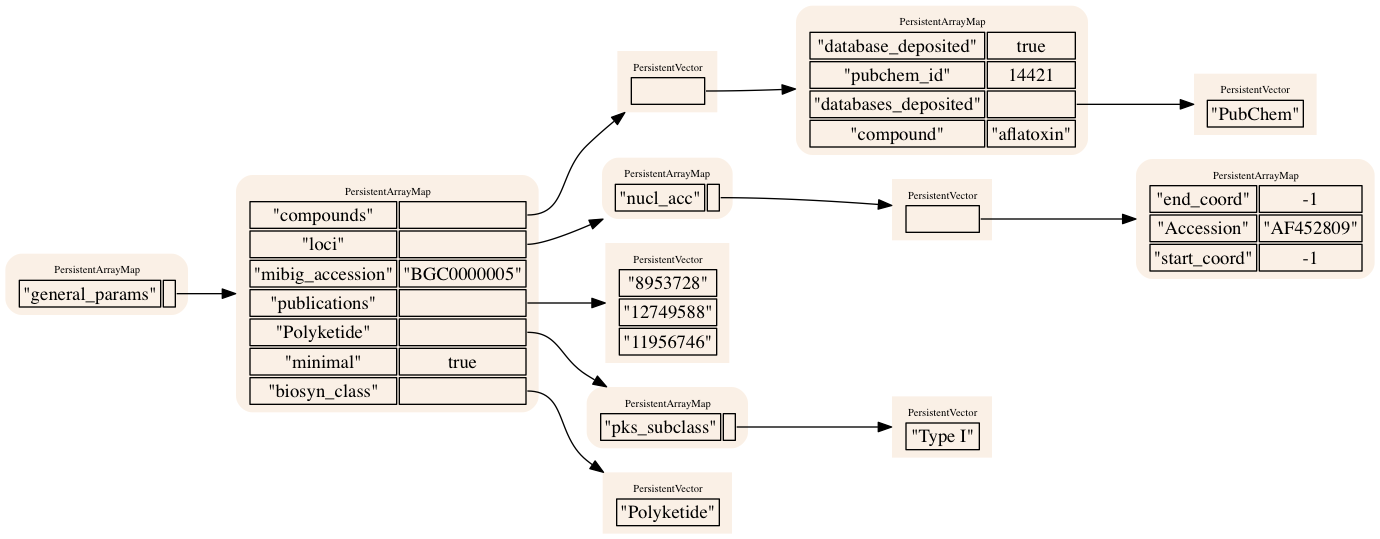 PersistentArrayMap
"general_params"
PersistentArrayMap
"compounds"
"loci"
"mibig_accession" "BGC0000005"
"publications"
"Polyketide"
"minimal" true
"biosyn_class"
PersistentVector
PersistentArrayMap
"database_deposited" true
"pubchem_id" 14421
"databases_deposited"
"compound" "aflatoxin"
PersistentVector
"PubChem"
PersistentArrayMap
"nucl_acc"
PersistentVector
PersistentArrayMap
"end_coord" -1
"Accession" "AF452809"
"start_coord" -1
PersistentVector
"8953728"
"12749588"
"11956746"
PersistentArrayMap
"pks_subclass"
PersistentVector
"Type I"
PersistentVector
"Polyketide"